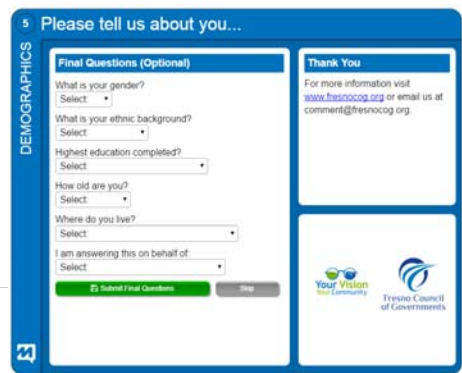 5 Please tell us about you...
DEMOGRAPHICS
Final Questions (Optional)
What is your gender?
Select
What is your ethnic background?
Select
Highest education completed?
Select
How old are you?
Select
Where do you live?
Select
I am answering this on behalf of:
Select
Submit Final Questions
Skip
Thank You
For more information visit
www.fresnocog.org or email us at
comment@fresnocog.org.
Your Vision
Your Community
Fresno Council
of Governments